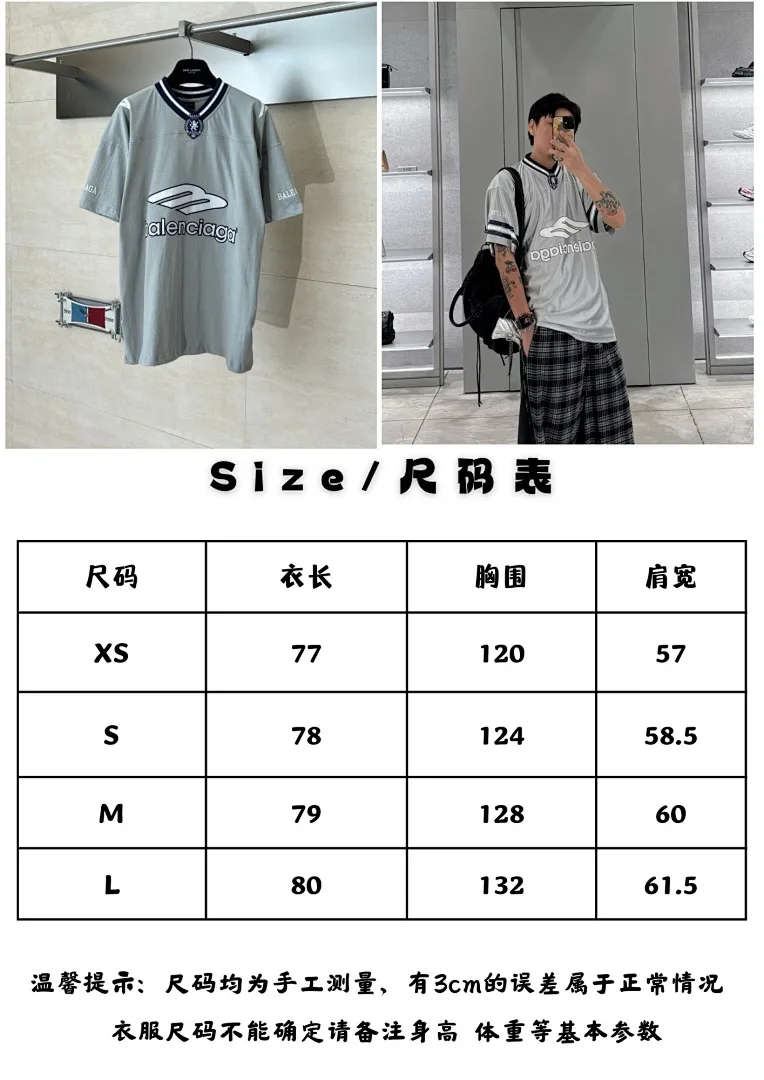 BALE
AGA
balenciaga
balenciaga
Size/尺码表
尺码 衣长 胸围 肩宽
XS 77 120 57
S 78 124 58.5
M 79 128 60
L 80 132 61.5
温馨提示：尺码均为手工测量，有3cm的误差属于正常情况
衣服尺码不能确定请备注身高 体重等基本参数